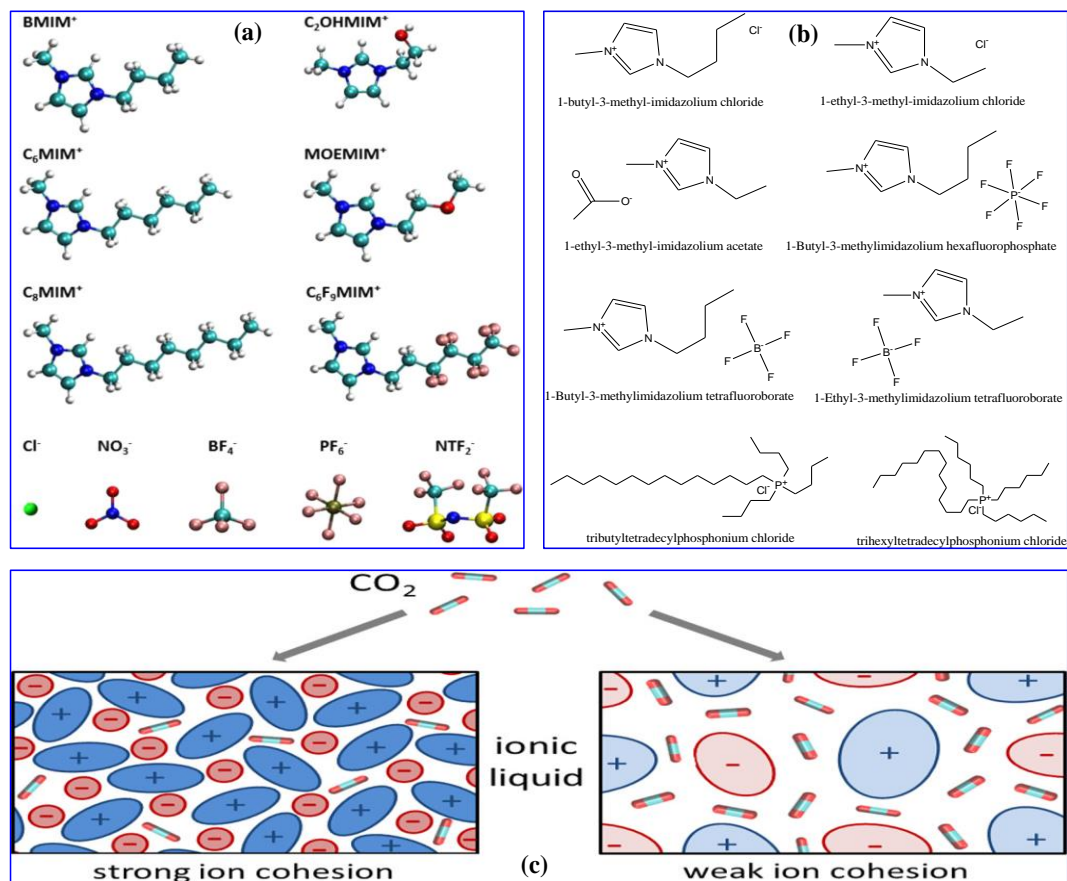 (a)
BMIM⁺
C₂OHMIM⁺
C₆MIM⁺
MOEMIM⁺
C₈MIM⁺
C₆F₉MIM⁺
Cl⁻
NO₃⁻
BF₄⁻
PF₆⁻
NTF₂⁻
(b)
N⁺
N
Cl⁻
1-butyl-3-methyl-imidazolium chloride
N⁺
N
Cl⁻
1-ethyl-3-methyl-imidazolium chloride
O
O⁻
N⁺
N
1-ethyl-3-methyl-imidazolium acetate
N⁺
N
F
F
F
P⁻
F
F
F
1-Butyl-3-methylimidazolium hexafluorophosphate
N⁺
N
F
F
B⁻
F
F
1-Butyl-3-methylimidazolium tetrafluoroborate
N⁺
N
F
F
B⁻
F
F
1-Ethyl-3-methylimidazolium tetrafluoroborate
P⁺
Cl⁻
tributyltetradecylphosphonium chloride
P⁺
Cl⁻
trihexyltetradecylphosphonium chloride
CO₂
ionic
liquid
strong ion cohesion
(c)
weak ion cohesion